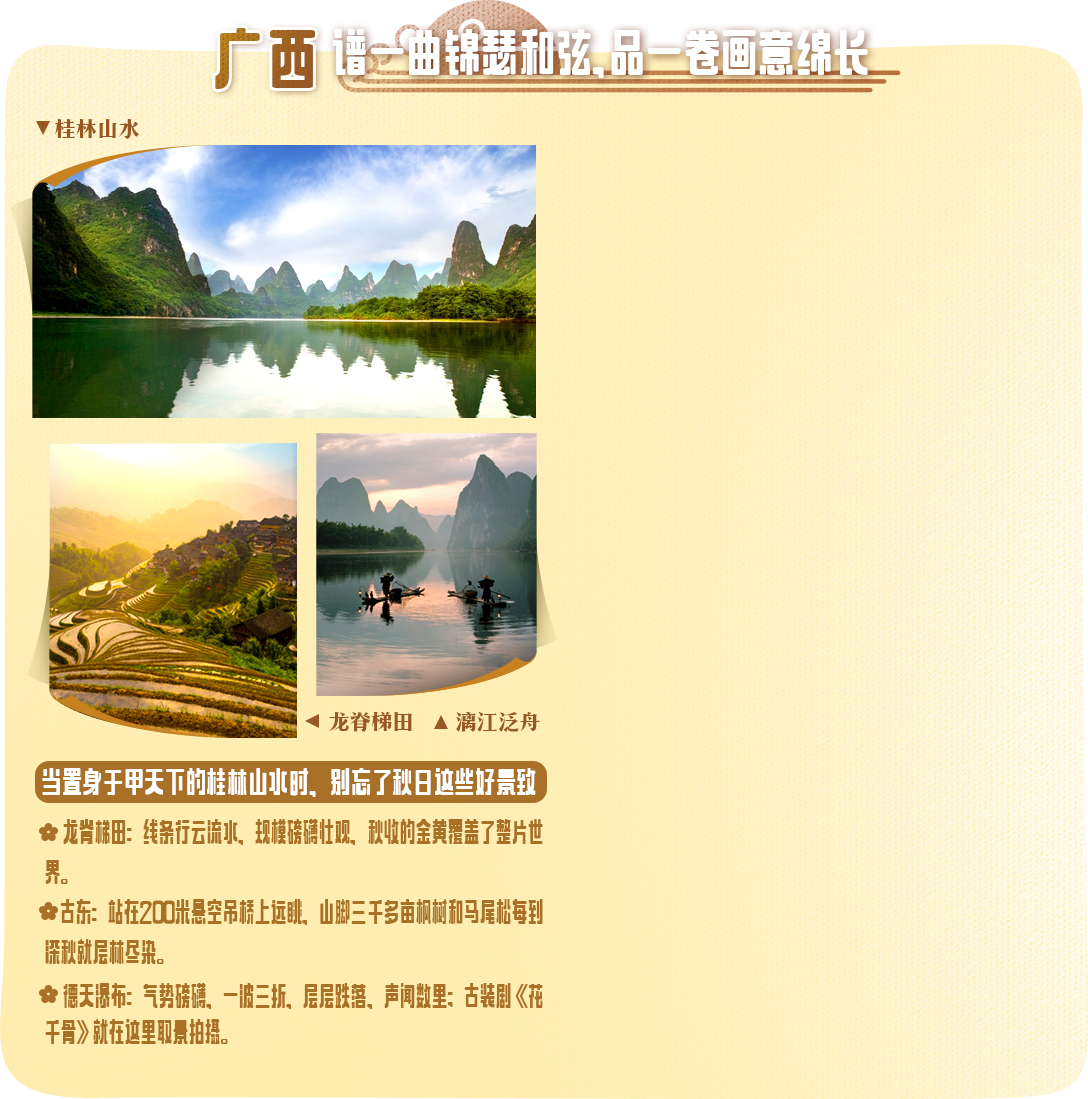 广西 谱一曲锦瑟和弦,品一卷画意绵长
▼桂林山水
◀ 龙脊梯田 ▲ 漓江泛舟
当置身于甲天下的桂林山水时，别忘了秋日这些好景致
龙脊梯田：线条行云流水，规模磅礴壮观，秋收的金黄覆盖了整片世
界。
古东：站在200米悬空吊桥上远眺，山脚三千多亩枫树和马尾松每到
深秋就层林尽染。
德天瀑布：气势磅礴，一波三折，层层跌落，声闻数里；古装剧《花
千骨》就在这里取景拍摄。